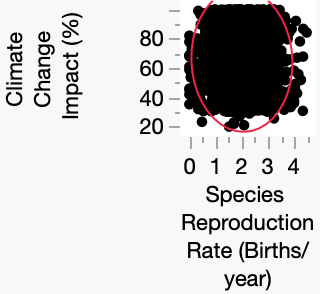 Climate
Change
Impact (%)
80
60
40
20
0 1 2 3 4
Species
Reproduction
Rate (Births/
year)